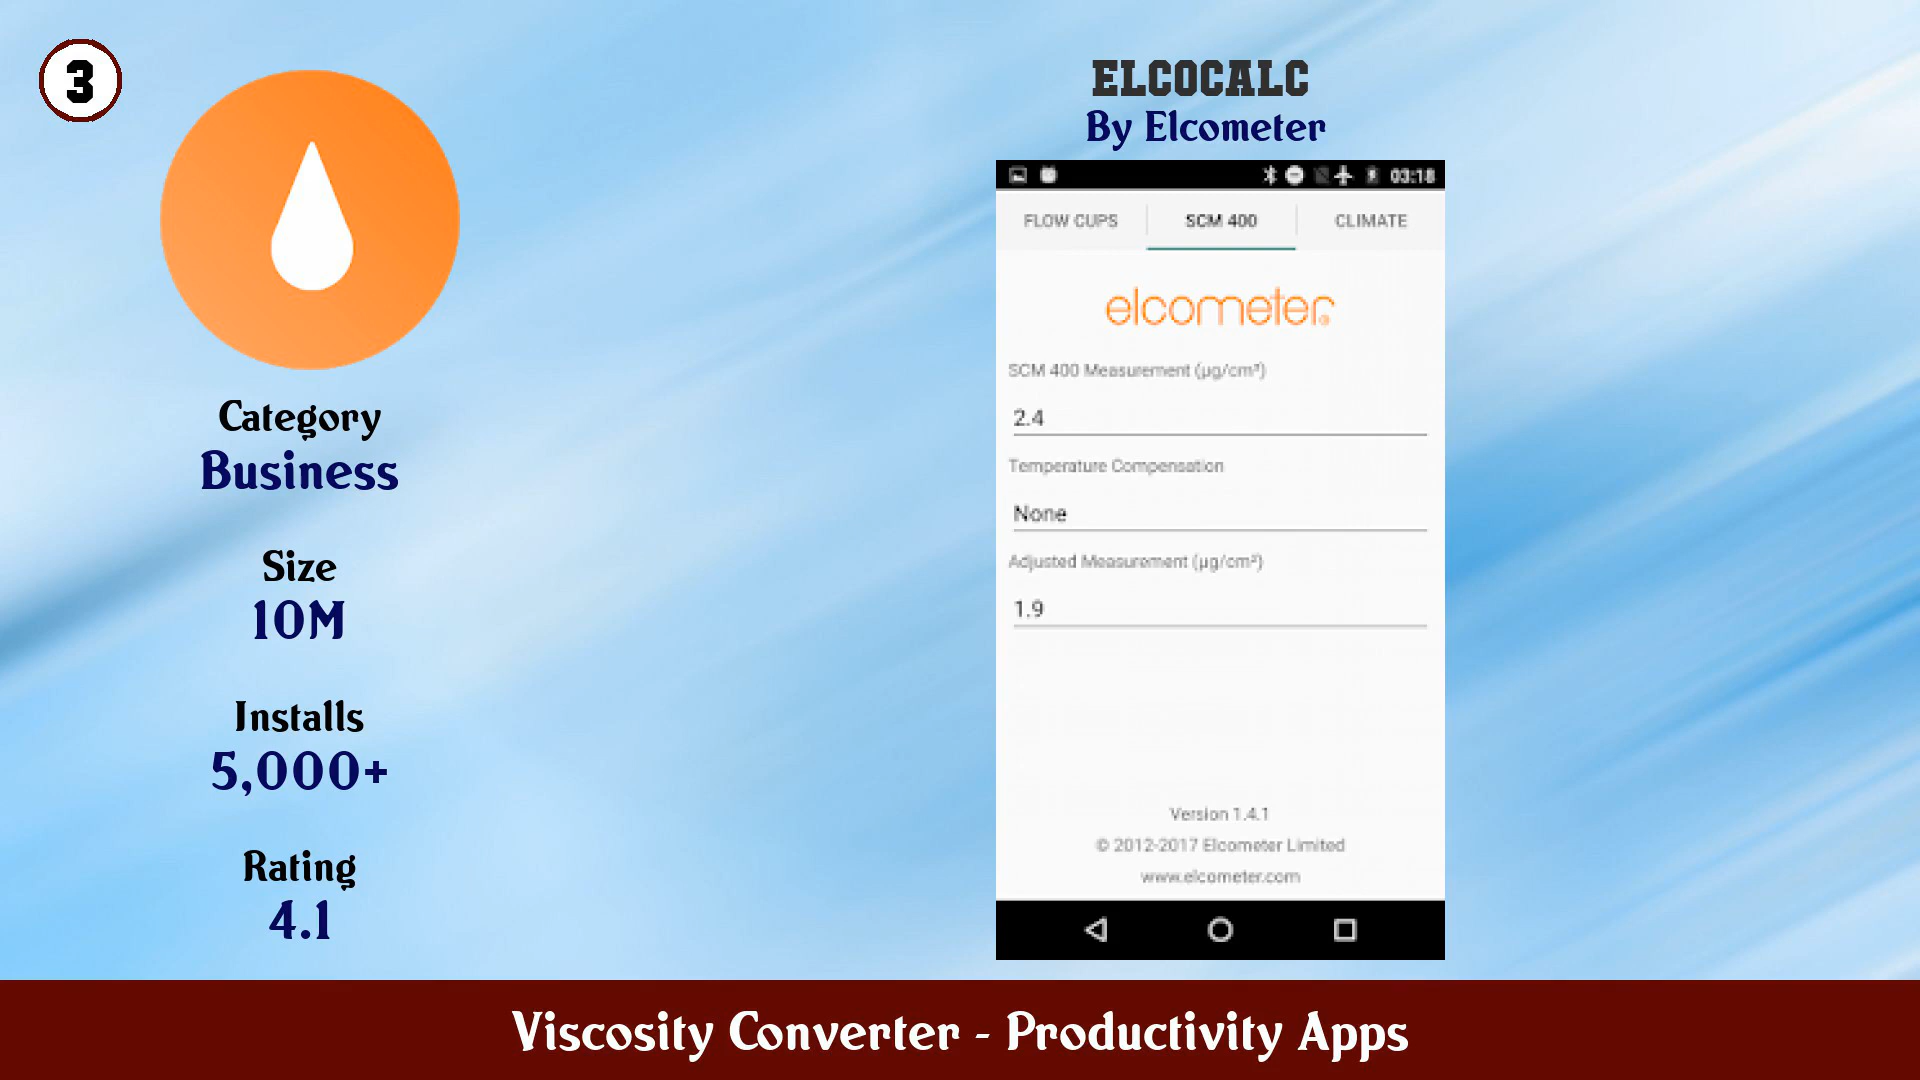 3
Category
Business
Size
10M
Installs
5,000+
Rating
4.1
ELCOCALC
By Elcometer
03:18
FLOW CUPS SCM 400 CLIMATE
elcometer®
SCM 400 Measurement (µg/cm²)
2.4
Temperature Compensation
None
Adjusted Measurement (µg/cm²)
1.9
Version 1.4.1
© 2012-2017 Elcometer Limited
www.elcometer.com
Viscosity Converter - Productivity Apps